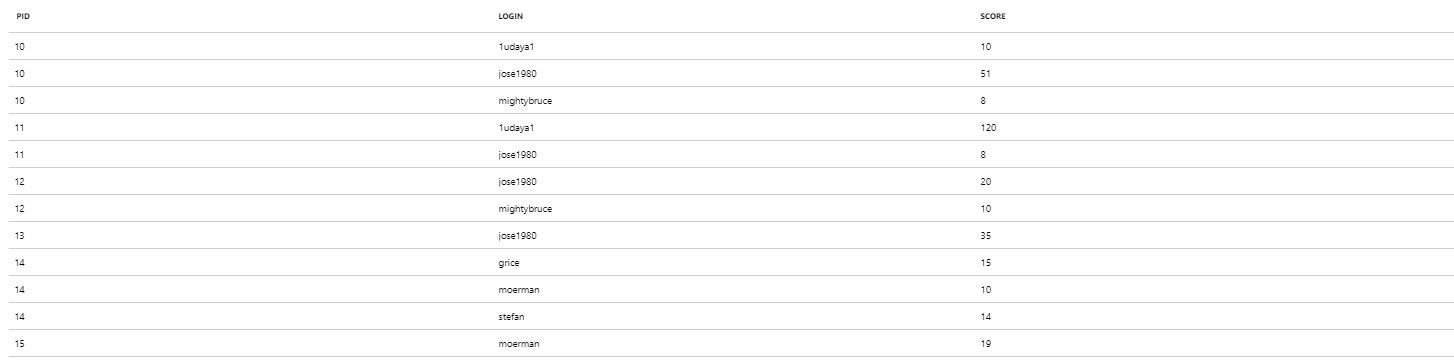 PID LOGIN SCORE
10 1udaya1 10
10 jose1980 51
10 mightybruce 8
11 1udaya1 120
11 jose1980 8
12 jose1980 20
12 mightybruce 10
13 jose1980 35
14 grice 15
14 moerman 10
14 stefan 14
15 moerman 19